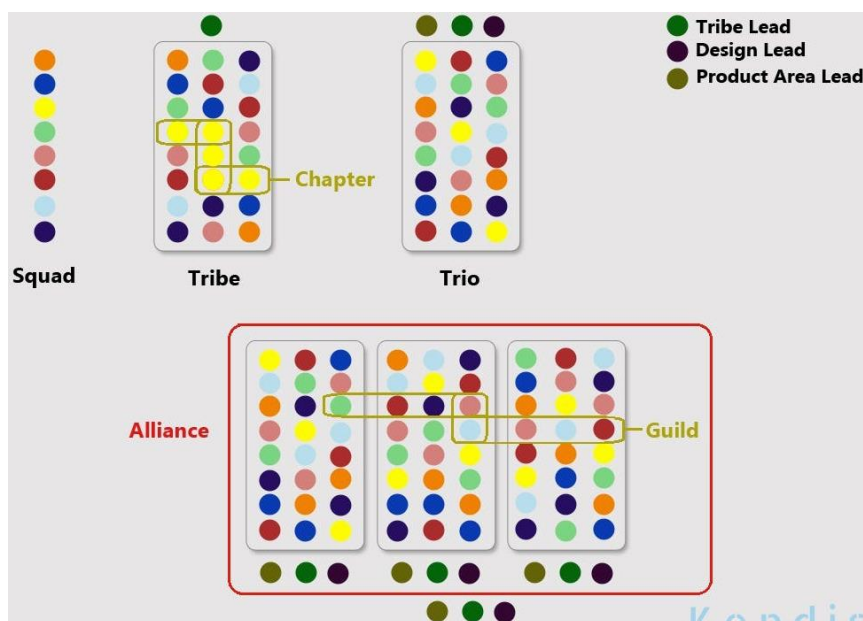 Tribe Lead
Design Lead
Product Area Lead
Chapter
Squad
Tribe
Trio
Alliance
Guild